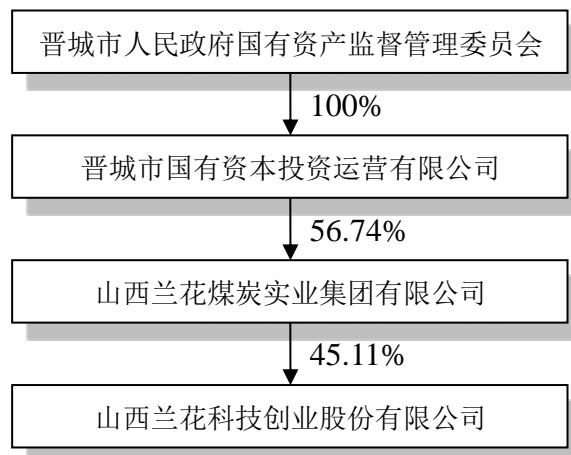 晋城市人民政府国有资产监督管理委员会
100%
晋城市国有资本投资运营有限公司
56.74%
山西兰花煤炭实业集团有限公司
45.11%
山西兰花科技创业股份有限公司